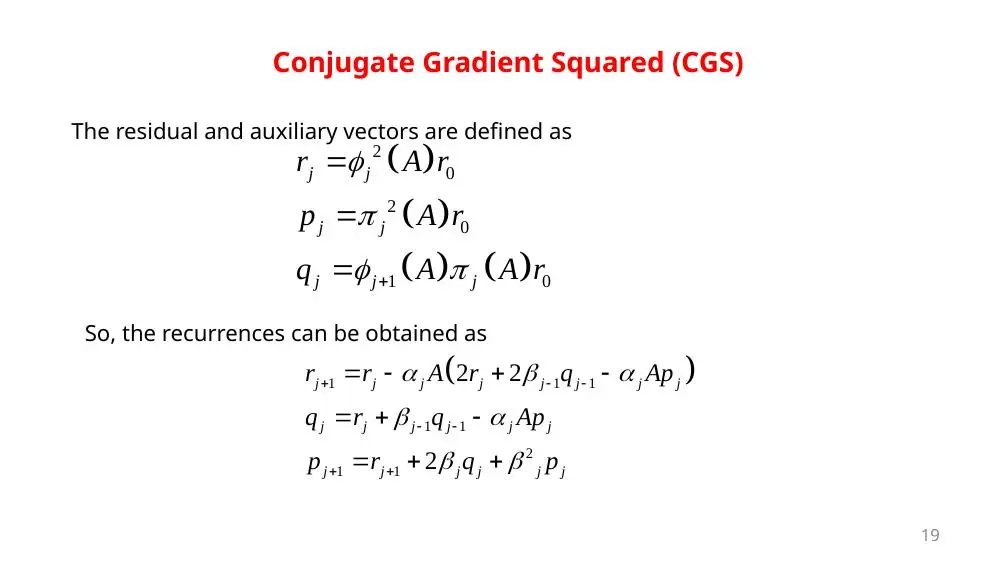 Conjugate Gradient Squared (CGS)
The residual and auxiliary vectors are defined as
r_j = ϕ_j^2 (A) r_0
p_j = π_j^2 (A) r_0
q_j = ϕ_{j+1} (A) π_j (A) r_0
So, the recurrences can be obtained as
r_{j+1} = r_j − α_j A (2r_j + 2β_{j−1} q_{j−1} − α_j Ap_j)
q_j = r_j + β_{j−1} q_{j−1} − α_j Ap_j
p_{j+1} = r_{j+1} + 2β_j q_j + β^2_j p_j
19